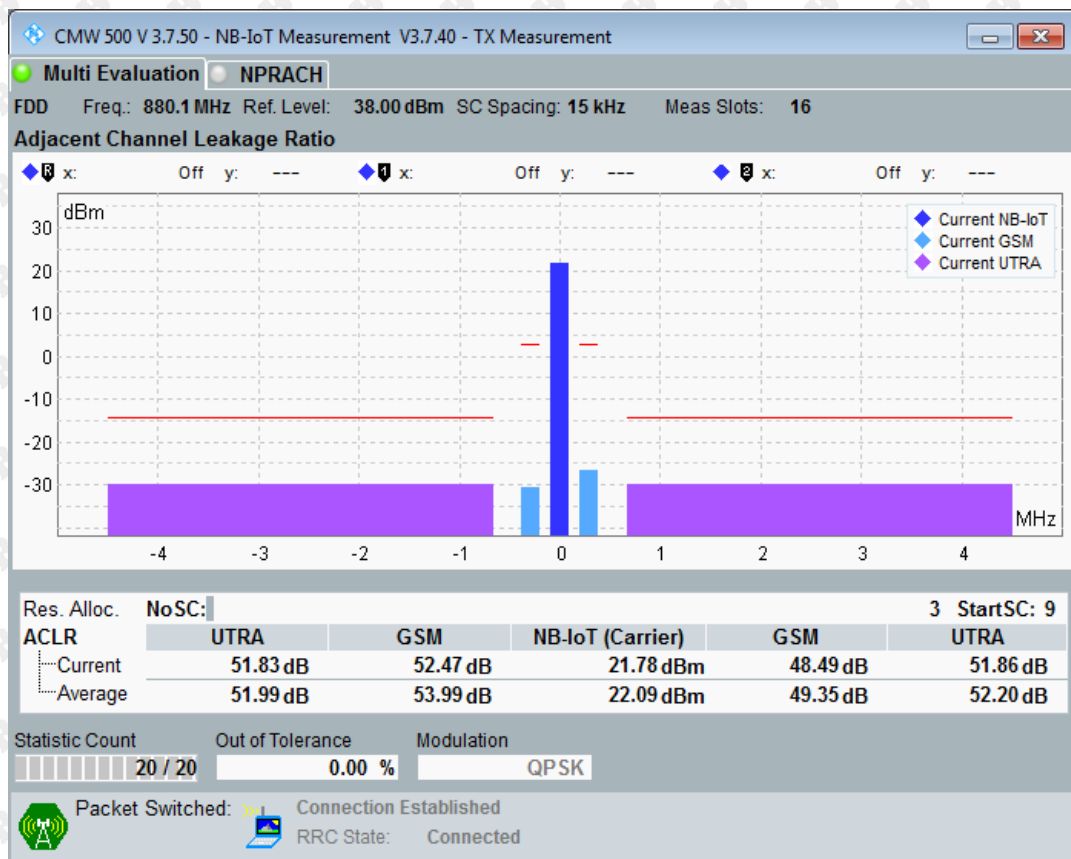 CMW 500 V 3.7.50 - NB-IoT Measurement V3.7.40 - TX Measurement
Multi Evaluation NPRACH
FDD Freq.: 880.1 MHz Ref. Level: 38.00 dBm SC Spacing: 15 kHz Meas Slots: 16
Adjacent Channel Leakage Ratio
R x: Off y: --- 1 x: Off y: --- 2 x: Off y: ---
dBm
Current NB-IoT
Current GSM
Current UTRA
30
20
10
0
-10
-20
-30
MHz
-4 -3 -2 -1 0 1 2 3 4
Res. Alloc. NoSC: 3 StartSC: 9
ACLR UTRA GSM NB-IoT (Carrier) GSM UTRA
Current 51.83 dB 52.47 dB 21.78 dBm 48.49 dB 51.86 dB
Average 51.99 dB 53.99 dB 22.09 dBm 49.35 dB 52.20 dB
Statistic Count Out of Tolerance Modulation
20 / 20 0.00 % QPSK
Packet Switched: Connection Established
RRC State: Connected